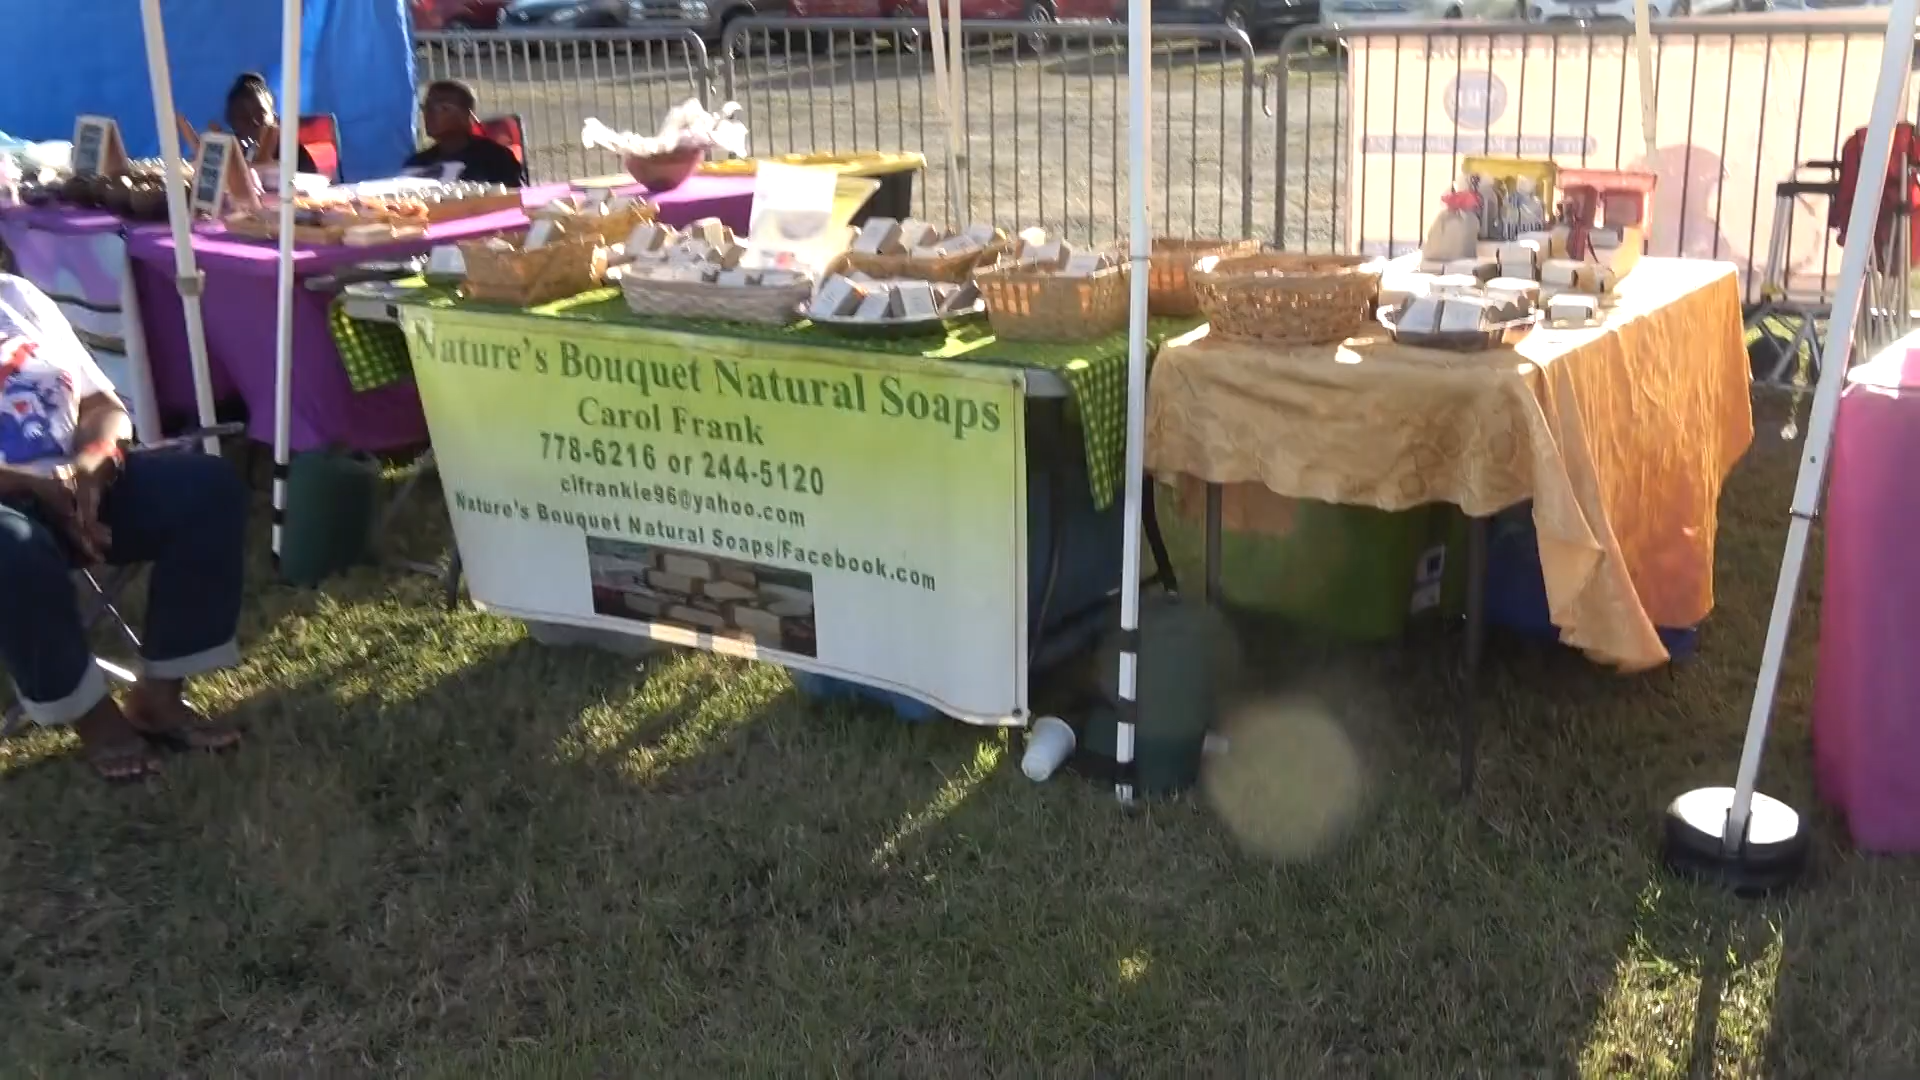 Nature's Bouquet Natural Soaps
Carol Frank
778-6216 or 244-5120
clfrankie96@yahoo.com
Nature's Bouquet Natural Soaps/Facebook.com